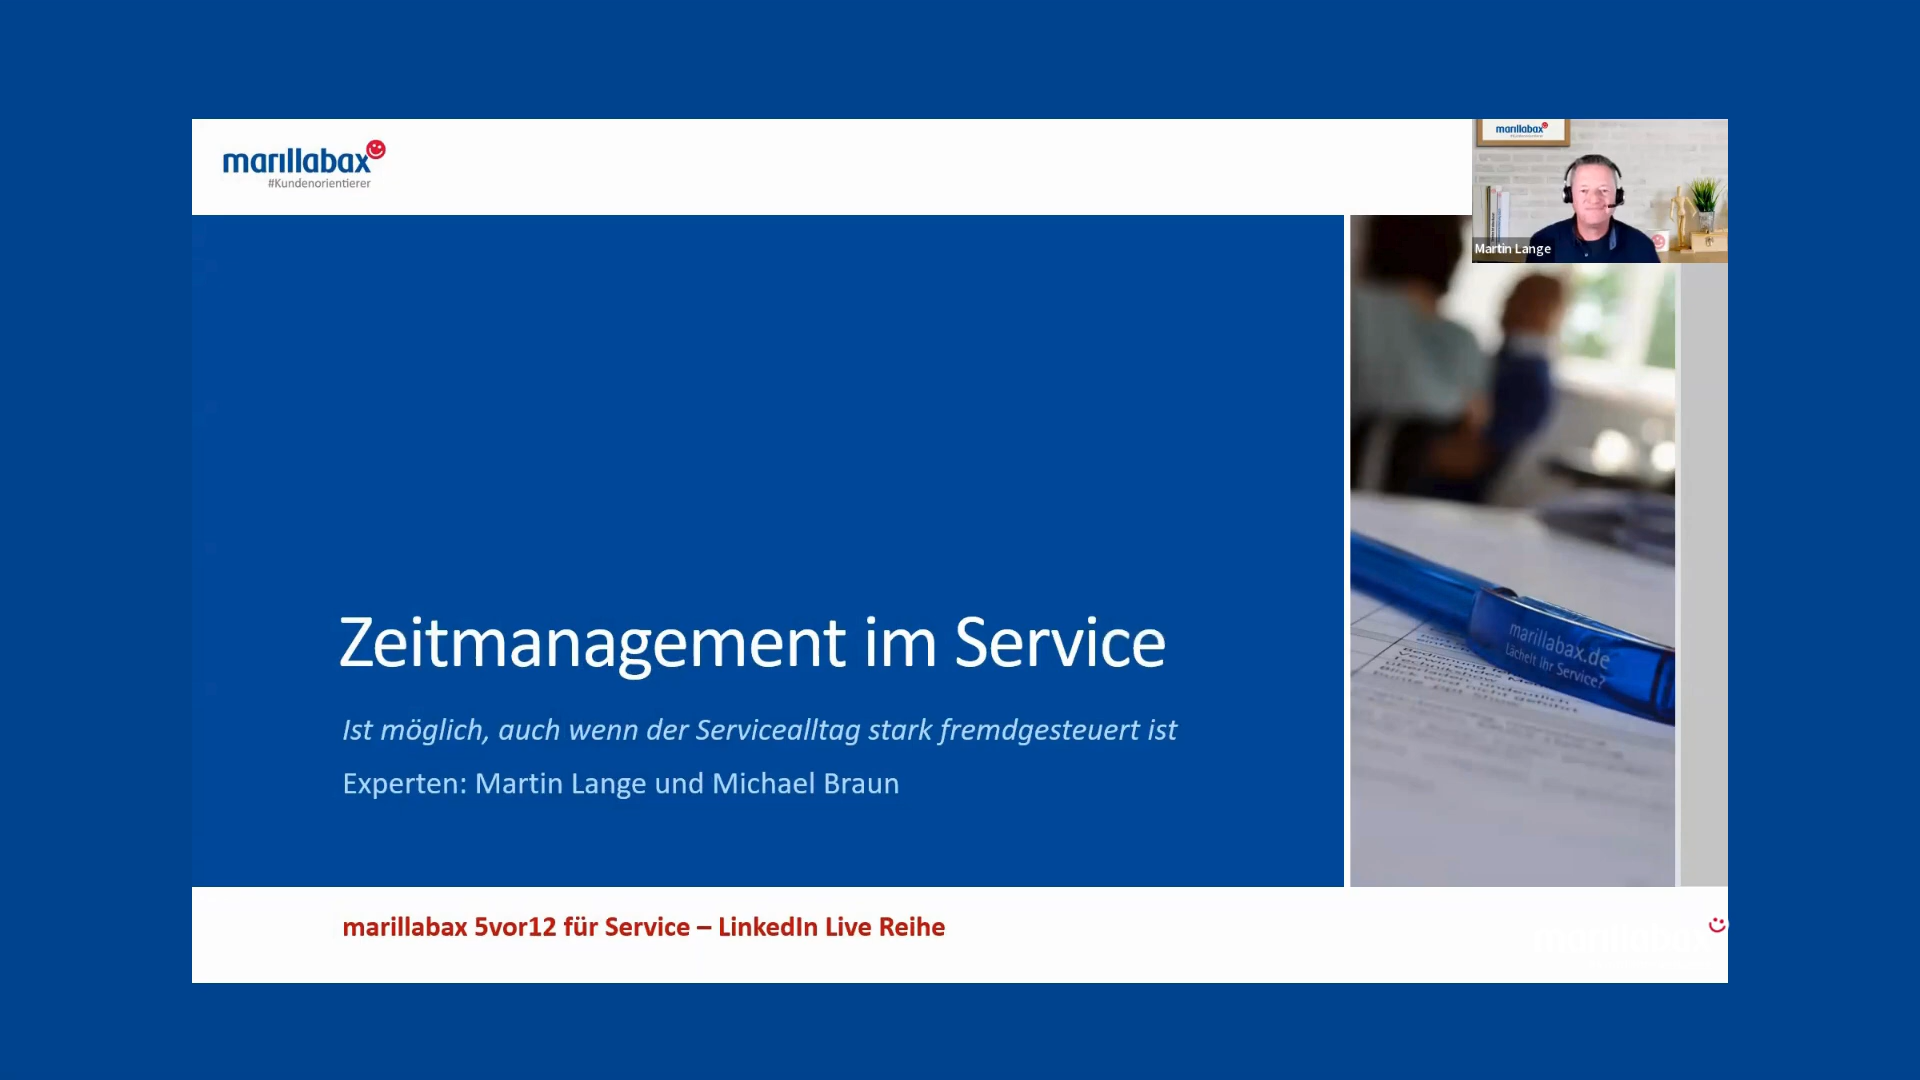 marillabax
#Kundenorientierer
marillabax
Martin Lange
marillabax.de
Lächelt Ihr Service?
Zeitmanagement im Service
Ist möglich, auch wenn der Servicealltag stark fremdgesteuert ist
Experten: Martin Lange und Michael Braun
marillabax 5vor12 für Service – LinkedIn Live Reihe
marillabax